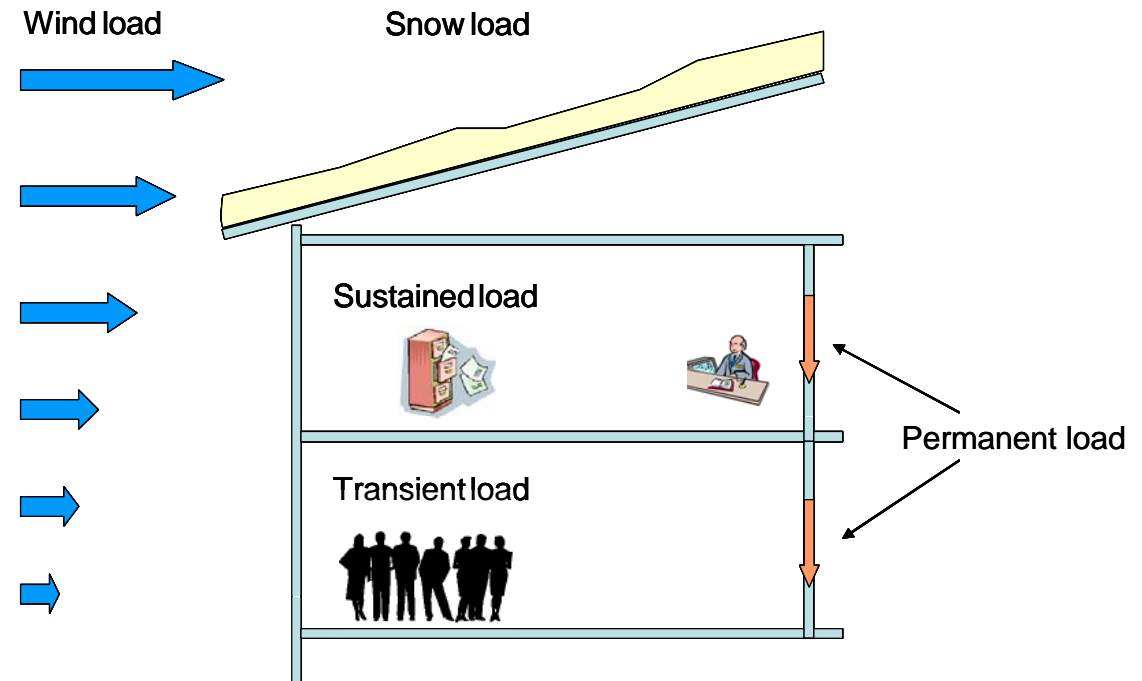 Wind load
Snow load
Sustained load
Permanent load
Transient load